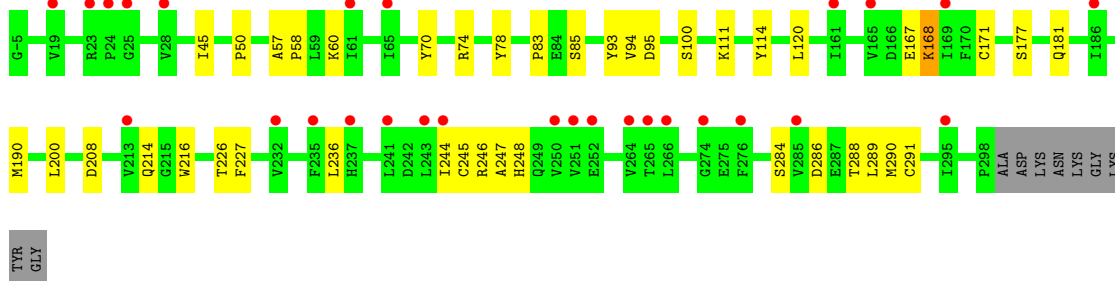 G-5 V19 R23 P24 G25 V28 I45 P50 A57 P58 L59 K60 I61 I65 Y70 R74 Y78 P83 E84 S85 Y93 V94 D95 S100 K111 Y114 L120 I161 V165 D166 E167 K168 I169 F170 C171 S177 Q181 I186
M190 L200 D208 V213 Q214 G215 W216 T226 F227 V232 F235 L236 H237 L241 D242 L243 I244 C245 R246 A247 H248 Q249 V250 V251 E252 V264 T265 L266 G274 E275 F276 S284 V285 D286 E287 T288 L289 M290 C291 I295 P298 ALA ASP LYS ASN LYS GLY LYS
TYR GLY